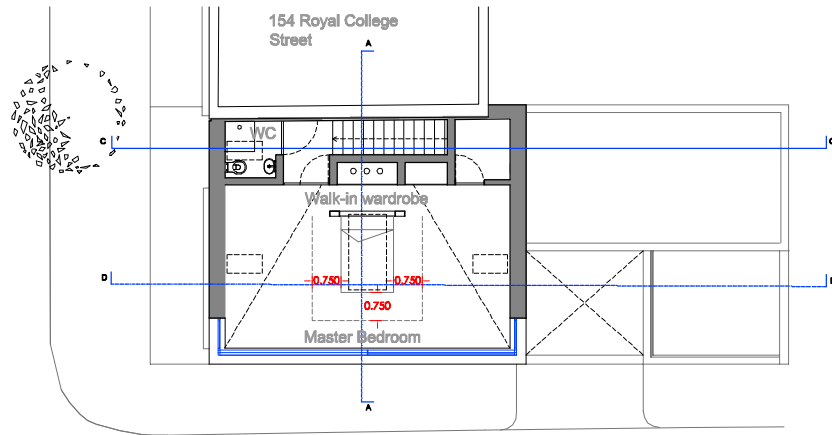 154 Royal College
Street
A
WC
C
C
Walk-in wardrobe
D
0.750
0.750
D
0.750
Master Bedroom
A